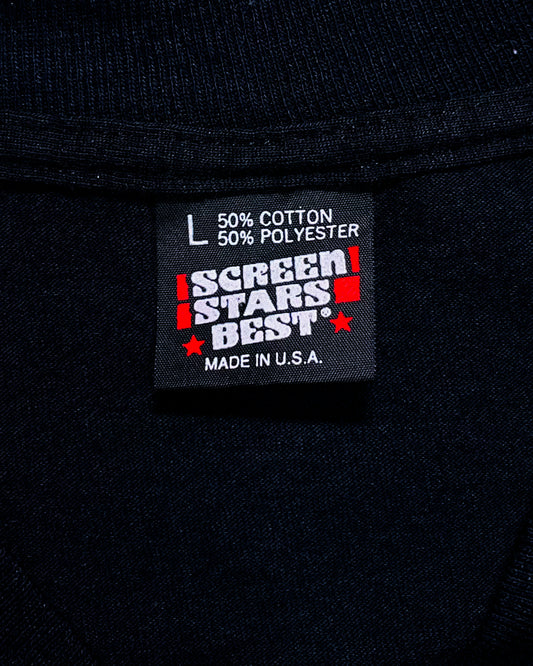 L 50% COTTON
50% POLYESTER
SCREEN
STARS
BEST®
MADE IN U.S.A.